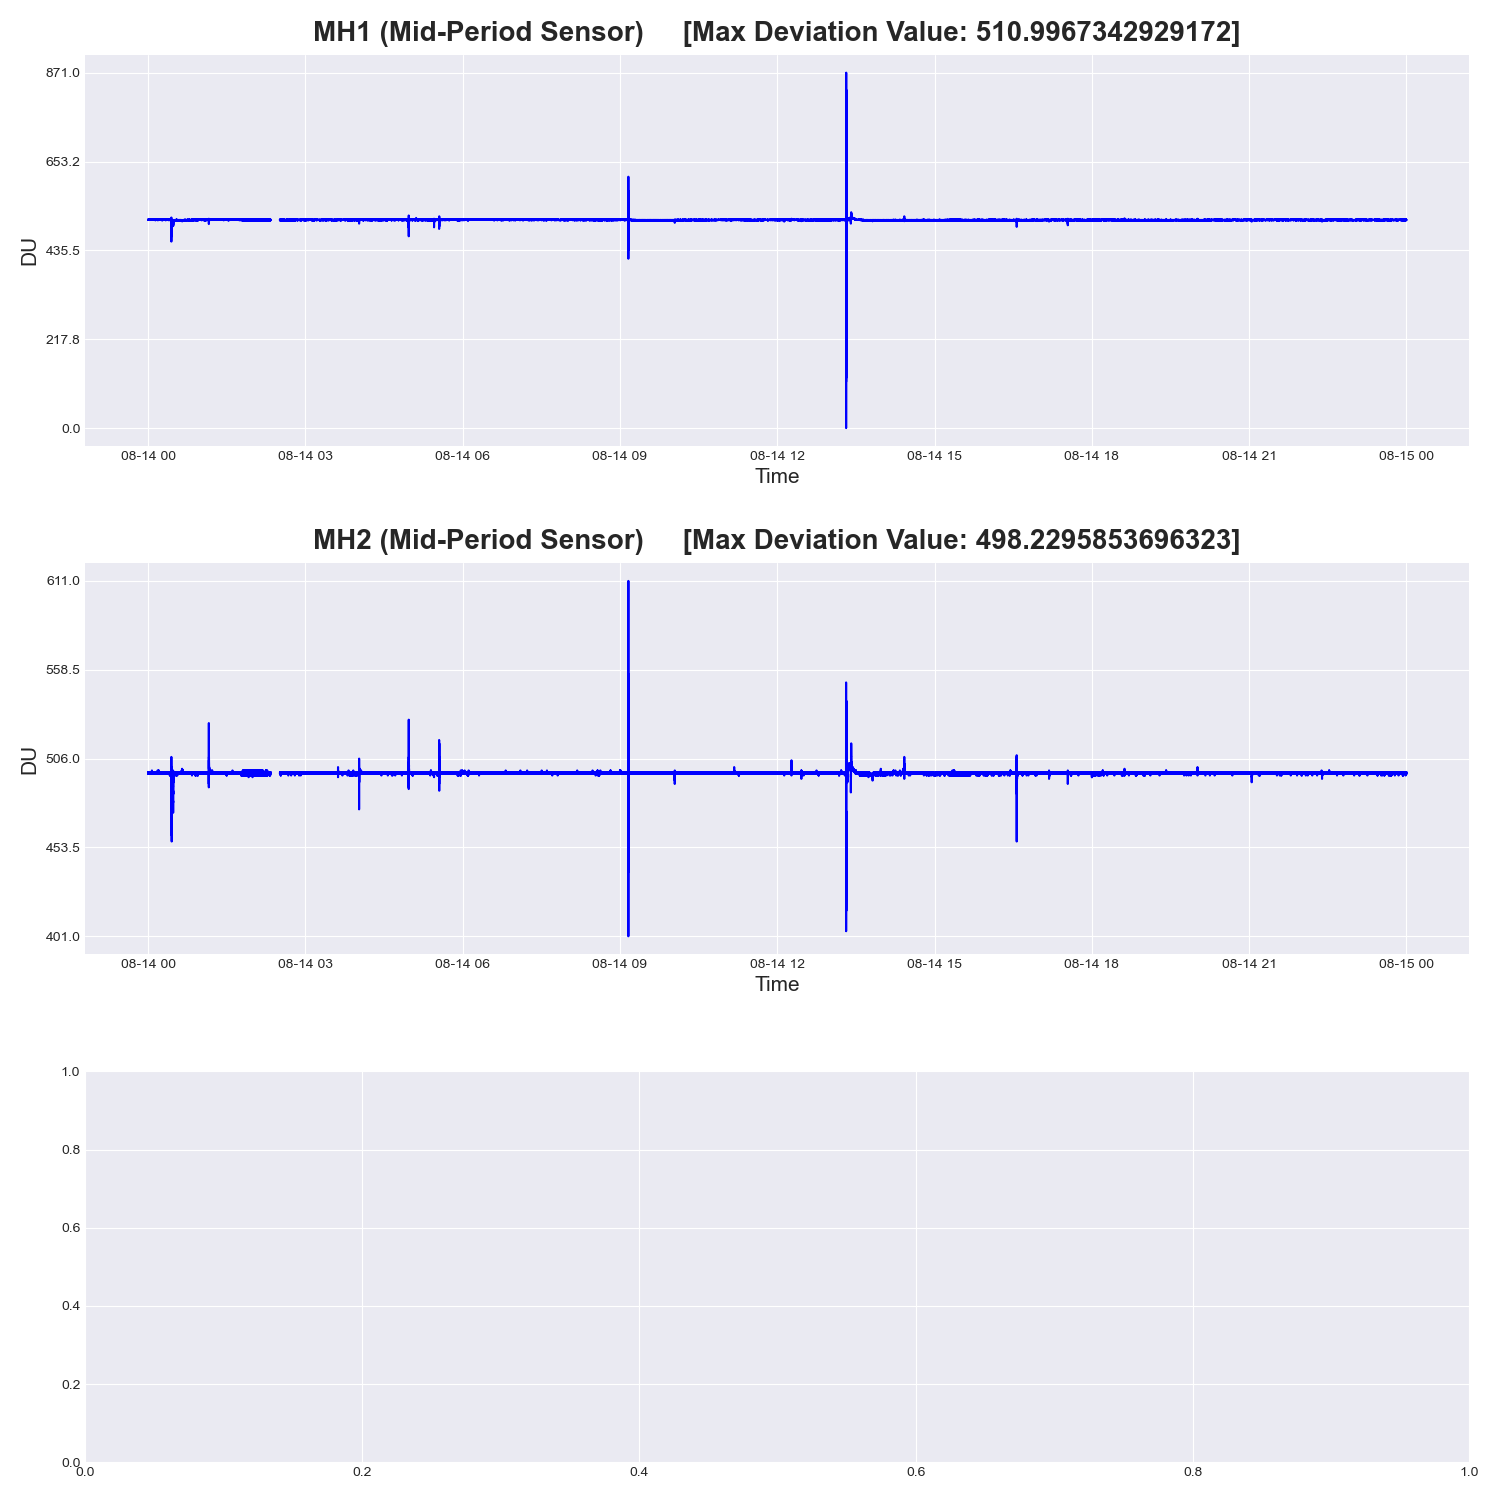 MH1 (Mid-Period Sensor) [Max Deviation Value: 510.9967342929172]
871.0
653.2
435.5
217.8
0.0
DU
08-14 00 08-14 03 08-14 06 08-14 09 08-14 12 08-14 15 08-14 18 08-14 21 08-15 00
Time
MH2 (Mid-Period Sensor) [Max Deviation Value: 498.2295853696323]
611.0
558.5
506.0
453.5
401.0
DU
08-14 00 08-14 03 08-14 06 08-14 09 08-14 12 08-14 15 08-14 18 08-14 21 08-15 00
Time
1.0
0.8
0.6
0.4
0.2
0.0
0.0 0.2 0.4 0.6 0.8 1.0